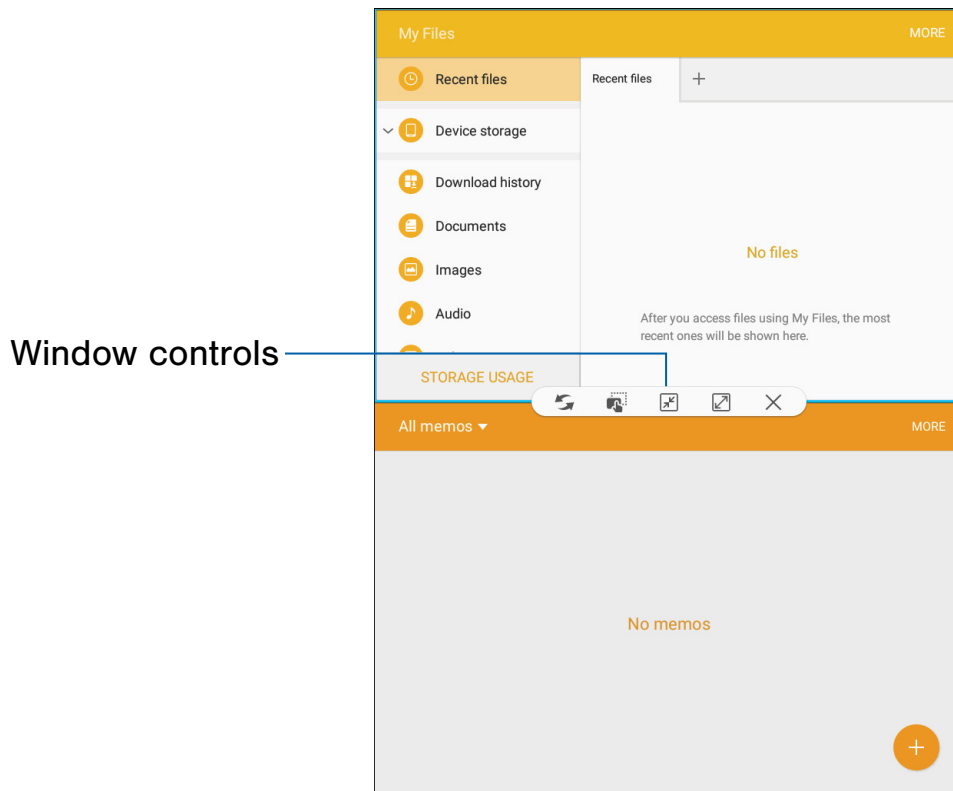 My Files
MORE
Recent files
Recent files
Device storage
Download history
Documents
Images
Audio
No files
After you access files using My Files, the most
recent ones will be shown here.
Window controls
STORAGE USAGE
All memos
MORE
No memos